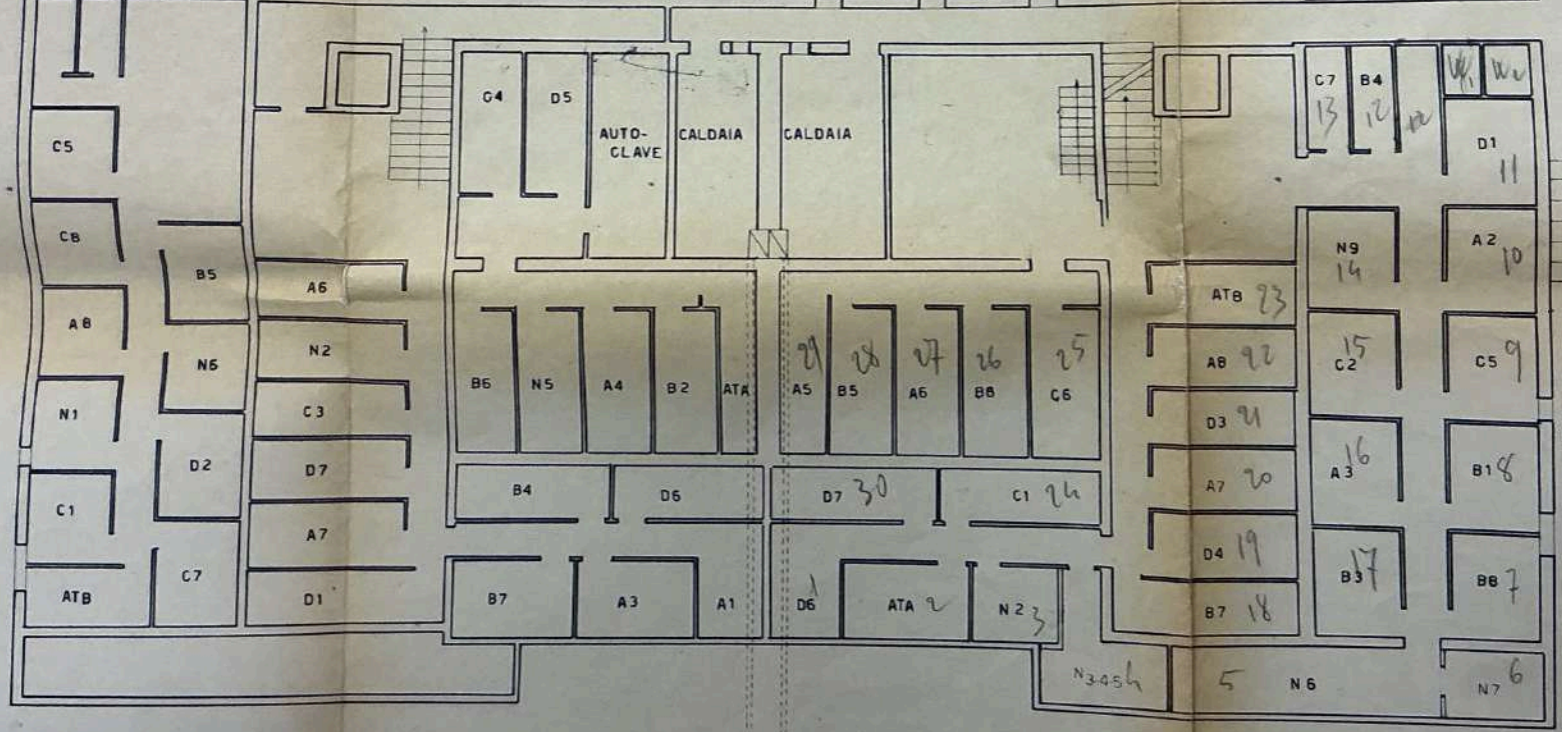 C4
D5
AUTO-
CLAVE
CALDAIA
CALDAIA
C7
13
B4
12
D1
11
C5
C8
B5
A6
N9
14
A2
10
ATB 23
A8
N2
N6
A8 22
C2 15
C5 9
B6
N5
A4
B2
ATA
A5 29
B5 28
A6 27
B8 26
C6 25
N1
C3
D3 21
D2
D7
A3 16
B1 8
B4
D6
D7 30
C1 24
A7 20
C1
A7
D4 19
B3 17
B8 7
C7
ATB
D1
B7
A3
A1
D6 1
ATA 2
N2 3
B7 18
N3-4-5 4
5 N6
N7 6